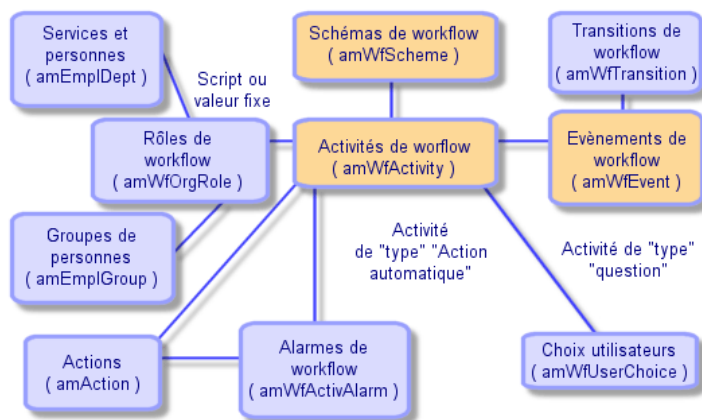 Services et
personnes
( amEmplDept )
Schémas de workflow
( amWfScheme )
Transitions de
workflow
( amWfTransition )
Script ou
valeur fixe
Rôles de
workflow
( amWfOrgRole )
Activités de worflow
( amWfActivity )
Evènements de
workflow
( amWfEvent )
Groupes de
personnes
( amEmplGroup )
Activité
de "type" "Action
automatique"
Activité de "type"
"question"
Actions
( amAction )
Alarmes de
workflow
( amWfActivAlarm )
Choix utilisateurs
( amWfUserChoice )